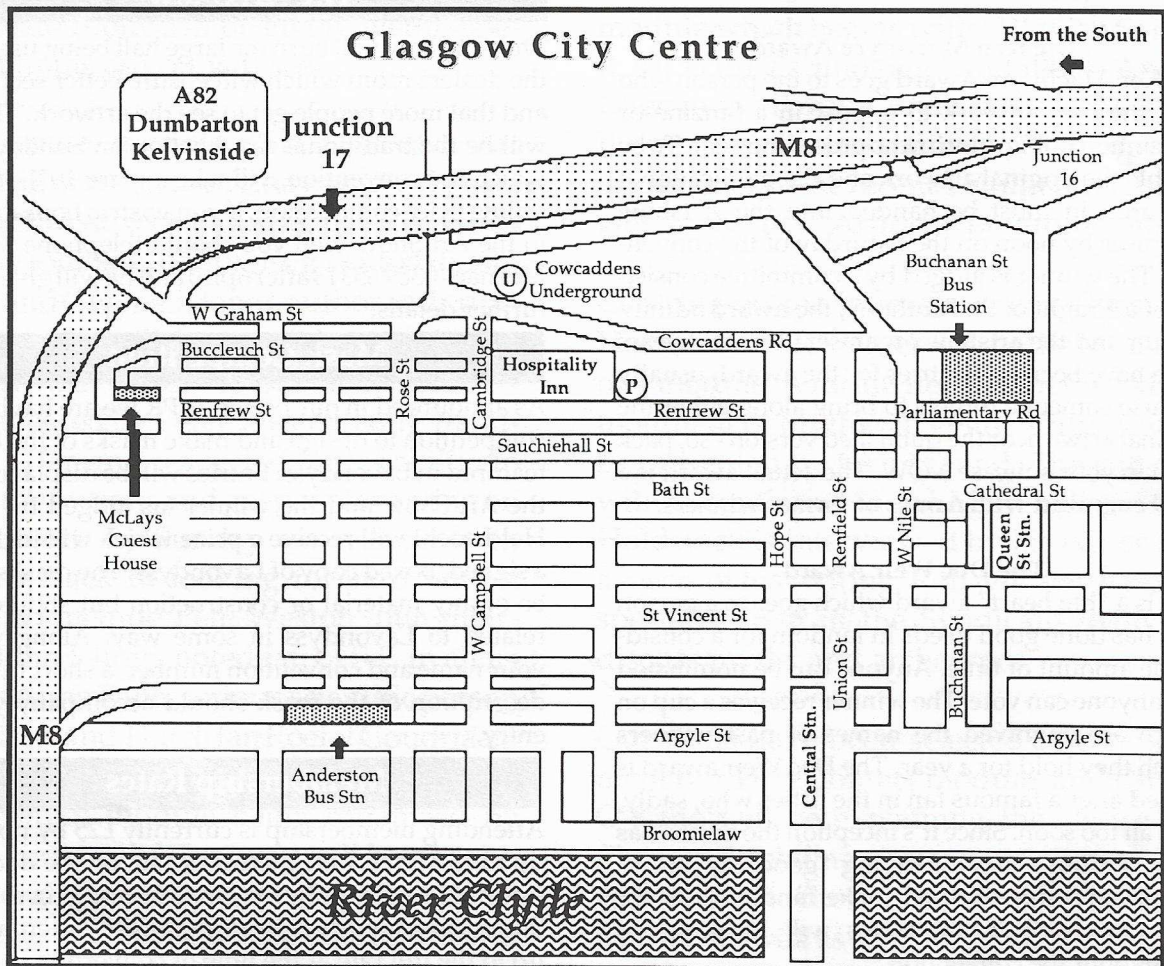 Glasgow City Centre
From the South
A82
Dumbarton
Kelvinside
Junction
17
M8
Junction
16
U
Cowcaddens
Underground
Buchanan St
Bus
Sation
W Graham St
Buccleuch St
Rose St
Cambridge St
Hospitality
Inn
P
Cowcaddens Rd
Renfrew St
Renfrew St
Parliamentary Rd
Sauchiehall St
Bath St
Cathedral St
McLays
Guest
House
W Campbell St
Hope St
Renfield St
W Nile St
Queen
St Stn.
St Vincent St
Union St
Buchanan St
M8
Argyle St
Central Stn
Argyle St
Anderston
Bus Stn
Broomielaw
River Clyde